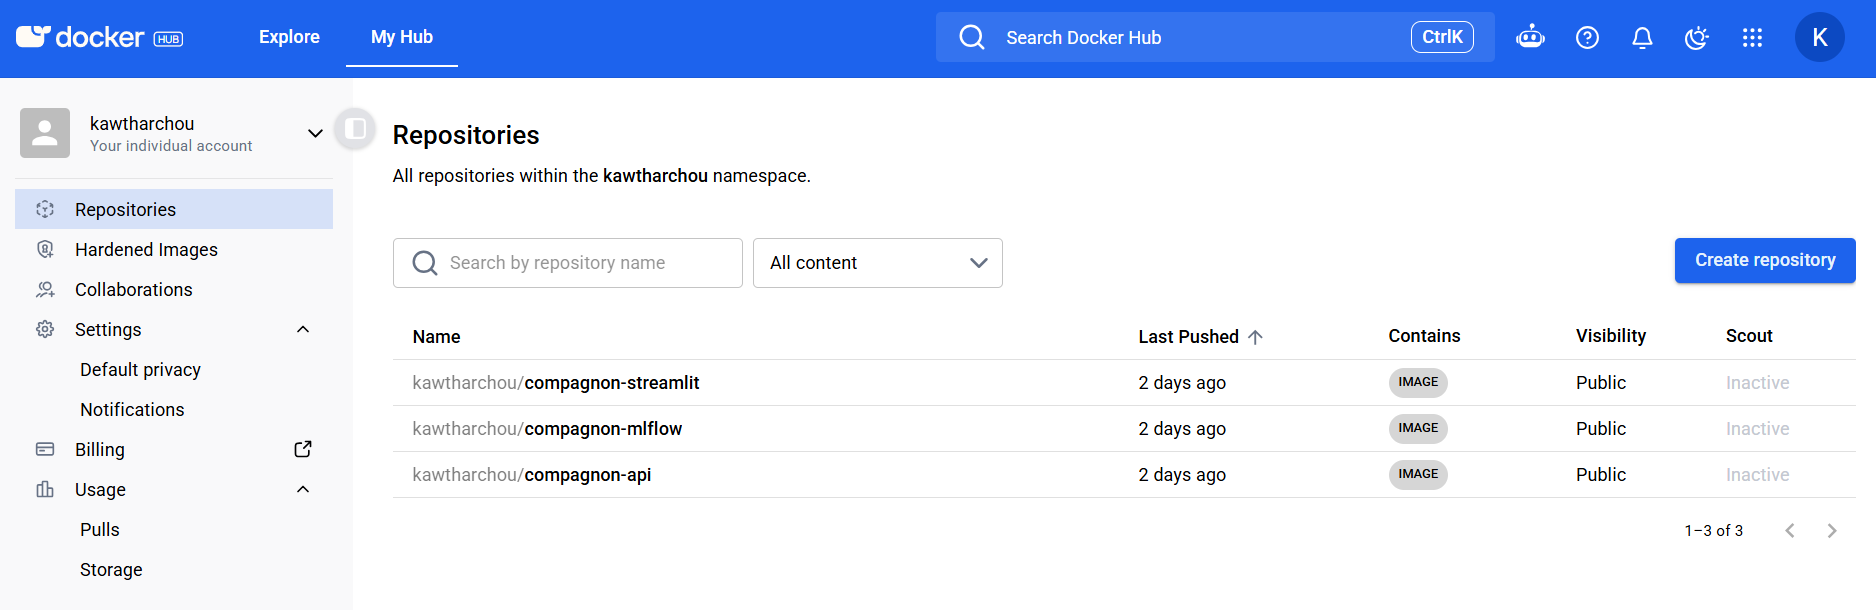 docker HUB Explore My Hub Search Docker Hub CtrlK K
kawtharchou
Your individual account
Repositories
Hardened Images
Collaborations
Settings
Default privacy
Notifications
Billing
Usage
Pulls
Storage
Repositories
All repositories within the kawtharchou namespace.
Search by repository name All content Create repository
Name Last Pushed Contains Visibility Scout
kawtharchou/compagnon-streamlit 2 days ago IMAGE Public Inactive
kawtharchou/compagnon-mlflow 2 days ago IMAGE Public Inactive
kawtharchou/compagnon-api 2 days ago IMAGE Public Inactive
1–3 of 3